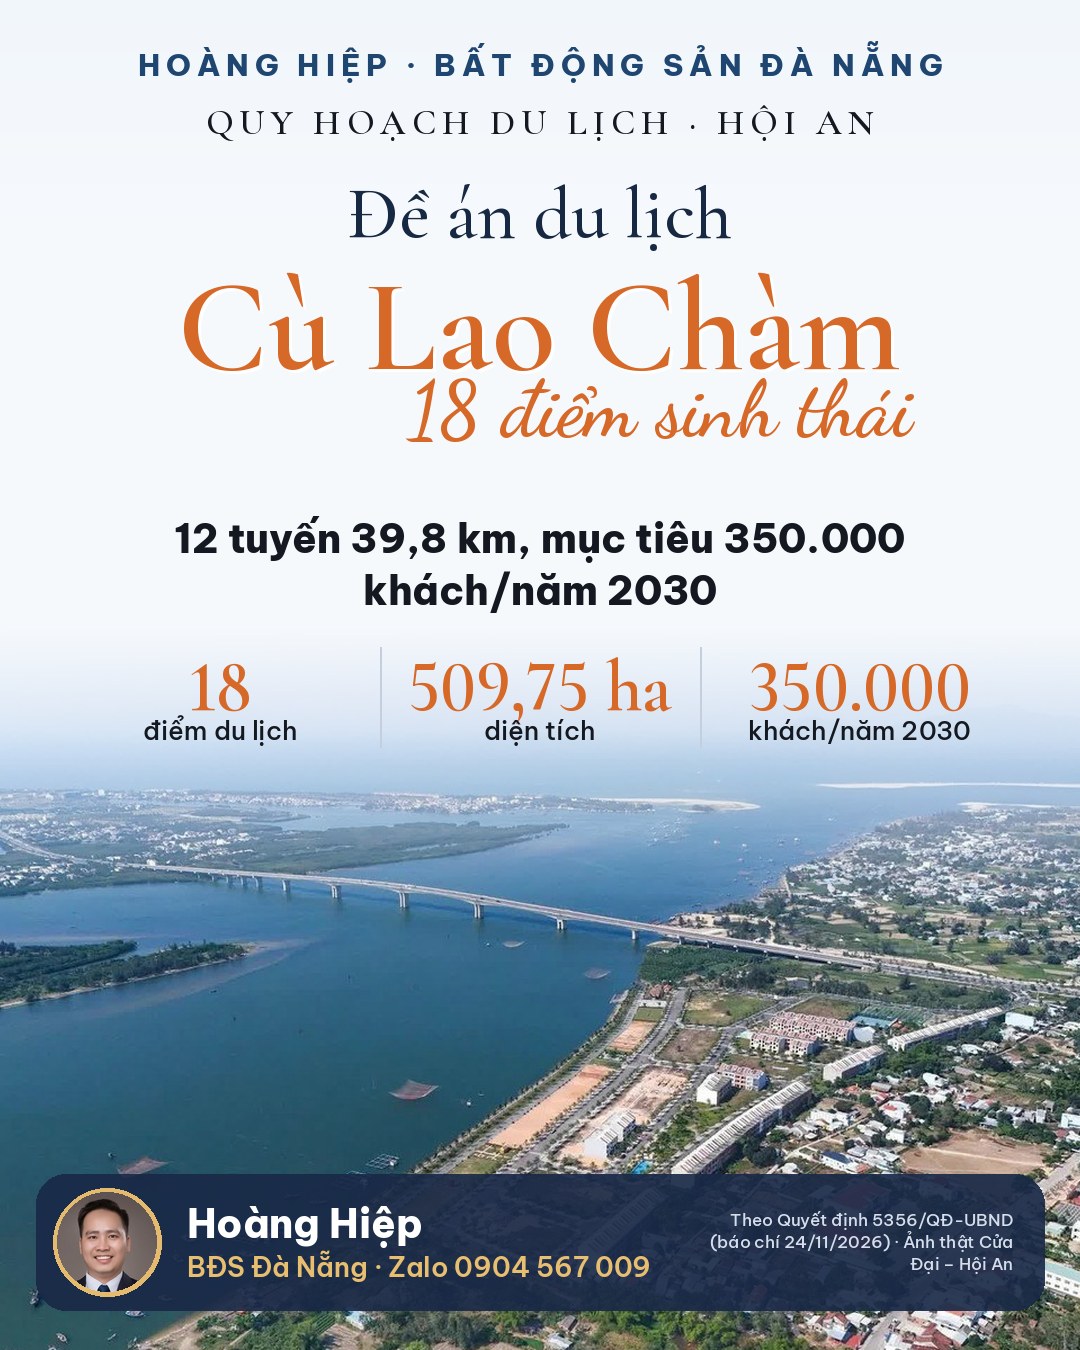 HOÀNG HIỆP · BẤT ĐỘNG SẢN ĐÀ NẴNG
QUY HOẠCH DU LỊCH · HỘI AN
Đề án du lịch
Cù Lao Chàm
18 điểm sinh thái
12 tuyến 39,8 km, mục tiêu 350.000
khách/năm 2030
18
điểm du lịch
509,75 ha
diện tích
350.000
khách/năm 2030
Hoàng Hiệp
BĐS Đà Nẵng · Zalo 0904 567 009
Theo Quyết định 5356/QĐ-UBND
(báo chí 24/11/2026) · Ảnh thật Cửa
Đại – Hội An